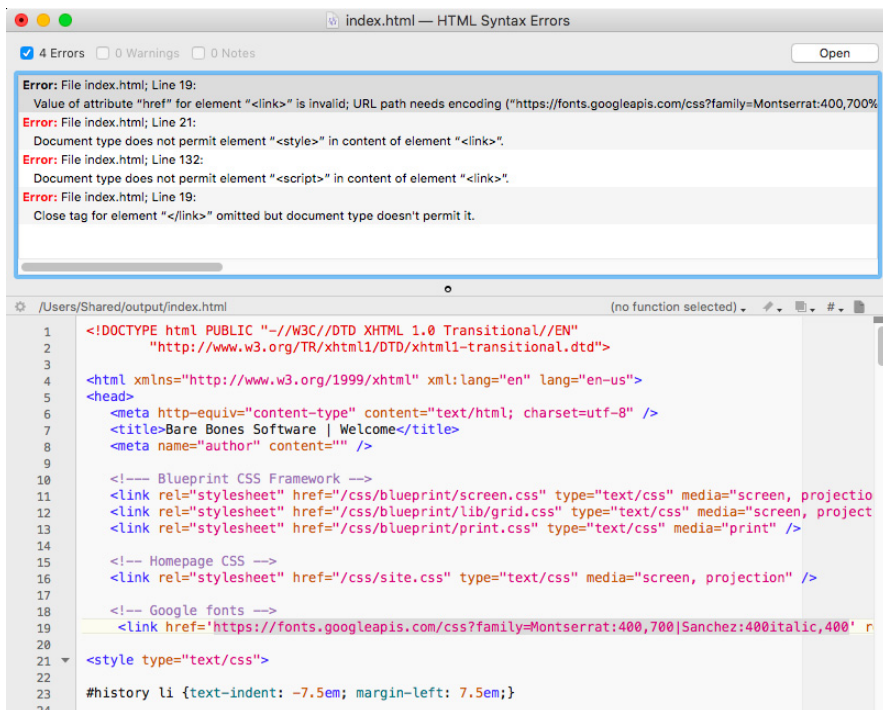 index.html — HTML Syntax Errors
4 Errors 0 Warnings 0 Notes Open
Error: File index.html; Line 19:
Value of attribute “href” for element “<link>” is invalid; URL path needs encoding (“https://fonts.googleapis.com/css?family=Montserrat:400,700%
Error: File index.html; Line 21:
Document type does not permit element “<style>” in content of element “<link>”.
Error: File index.html; Line 132:
Document type does not permit element “<script>” in content of element “<link>”.
Error: File index.html; Line 19:
Close tag for element “</link>” omitted but document type doesn't permit it.
/Users/Shared/output/index.html (no function selected) #
1 <!DOCTYPE html PUBLIC "-//W3C//DTD XHTML 1.0 Transitional//EN"
2 "http://www.w3.org/TR/xhtml1/DTD/xhtml1-transitional.dtd">
3
4 <html xmlns="http://www.w3.org/1999/xhtml" xml:lang="en" lang="en-us">
5 <head>
6 <meta http-equiv="content-type" content="text/html; charset=utf-8" />
7 <title>Bare Bones Software | Welcome</title>
8 <meta name="author" content="" />
9
10 <!--- Blueprint CSS Framework -->
11 <link rel="stylesheet" href="/css/blueprint/screen.css" type="text/css" media="screen, projectio
12 <link rel="stylesheet" href="/css/blueprint/lib/grid.css" type="text/css" media="screen, project
13 <link rel="stylesheet" href="/css/blueprint/print.css" type="text/css" media="print" />
14
15 <!-- Homepage CSS -->
16 <link rel="stylesheet" href="/css/site.css" type="text/css" media="screen, projection" />
17
18 <!-- Google fonts -->
19 <link href='https://fonts.googleapis.com/css?family=Montserrat:400,700|Sanchez:400italic,400' r
20
21 <style type="text/css">
22
23 #history li {text-indent: -7.5em; margin-left: 7.5em;}
24